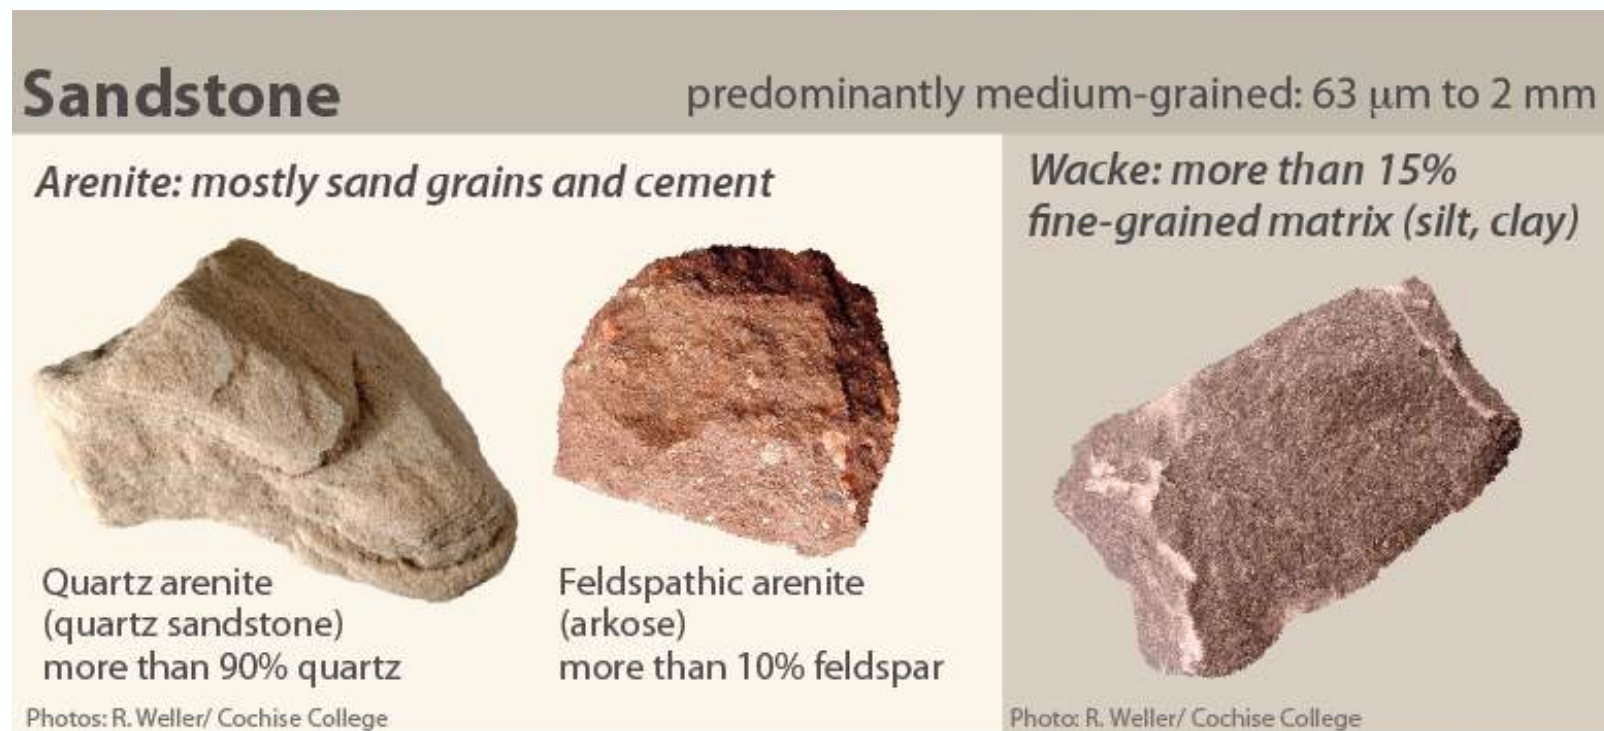 Sandstone
predominantly medium-grained: 63 μm to 2 mm
Arenite: mostly sand grains and cement
Wacke: more than 15%
fine-grained matrix (silt, clay)
Quartz arenite
(quartz sandstone)
more than 90% quartz
Feldspathic arenite
(arkose)
more than 10% feldspar
Photos: R. Weller/ Cochise College
Photo: R. Weller/ Cochise College